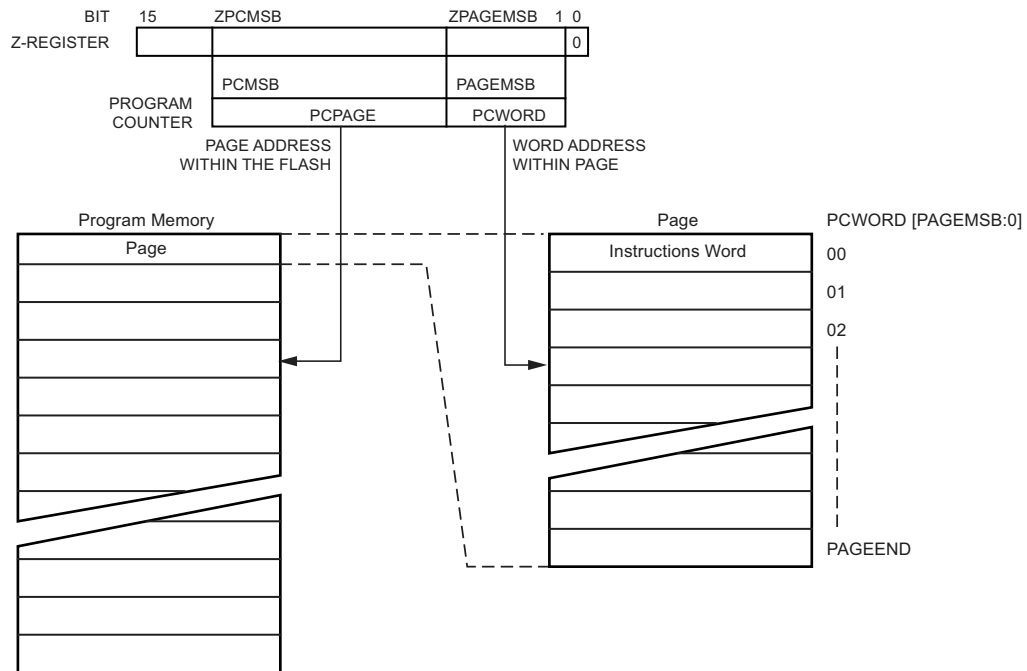 BIT 15 ZPCMSB ZPAGEMSB 1 0
Z-REGISTER 0
PCMSB PAGEMSB
PROGRAM
COUNTER
PCPAGE PCWORD
PAGE ADDRESS
WITHIN THE FLASH
WORD ADDRESS
WITHIN PAGE
Program Memory
Page
Page PCWORD [PAGEMSB:0]
Instructions Word 00
01
02
PAGEEND